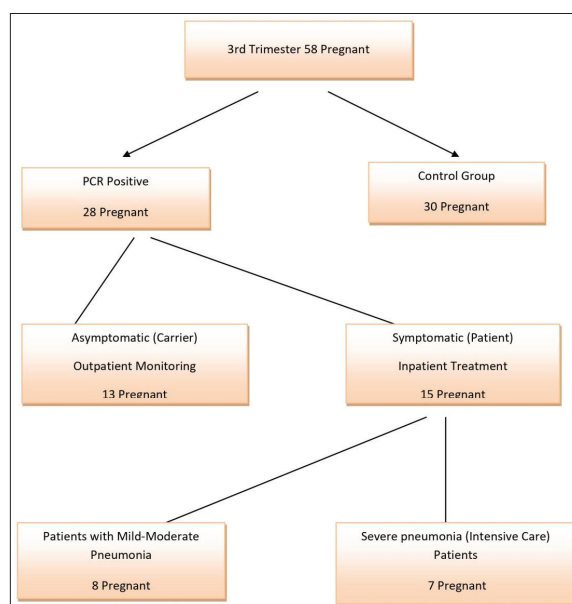 3rd Trimester 58 Pregnant
PCR Positive
28 Pregnant
Control Group
30 Pregnant
Asymptomatic (Carrier)
Outpatient Monitoring
13 Pregnant
Symptomatic (Patient)
Inpatient Treatment
15 Pregnant
Patients with Mild-Moderate
Pneumonia
8 Pregnant
Severe pneumonia (Intensive Care)
Patients
7 Pregnant